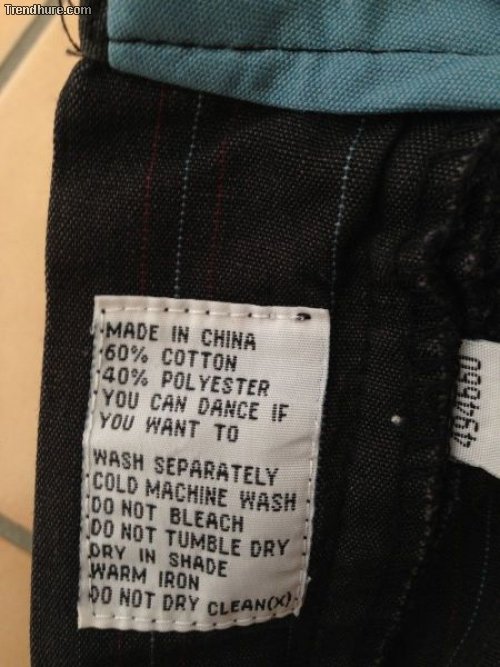 Trendhure.com
MADE IN CHINA
60% COTTON
40% POLYESTER
YOU CAN DANCE IF
YOU WANT TO
WASH SEPARATELY
COLD MACHINE WASH
DO NOT BLEACH
DO NOT TUMBLE DRY
DRY IN SHADE
WARM IRON
DO NOT DRY CLEAN(X)